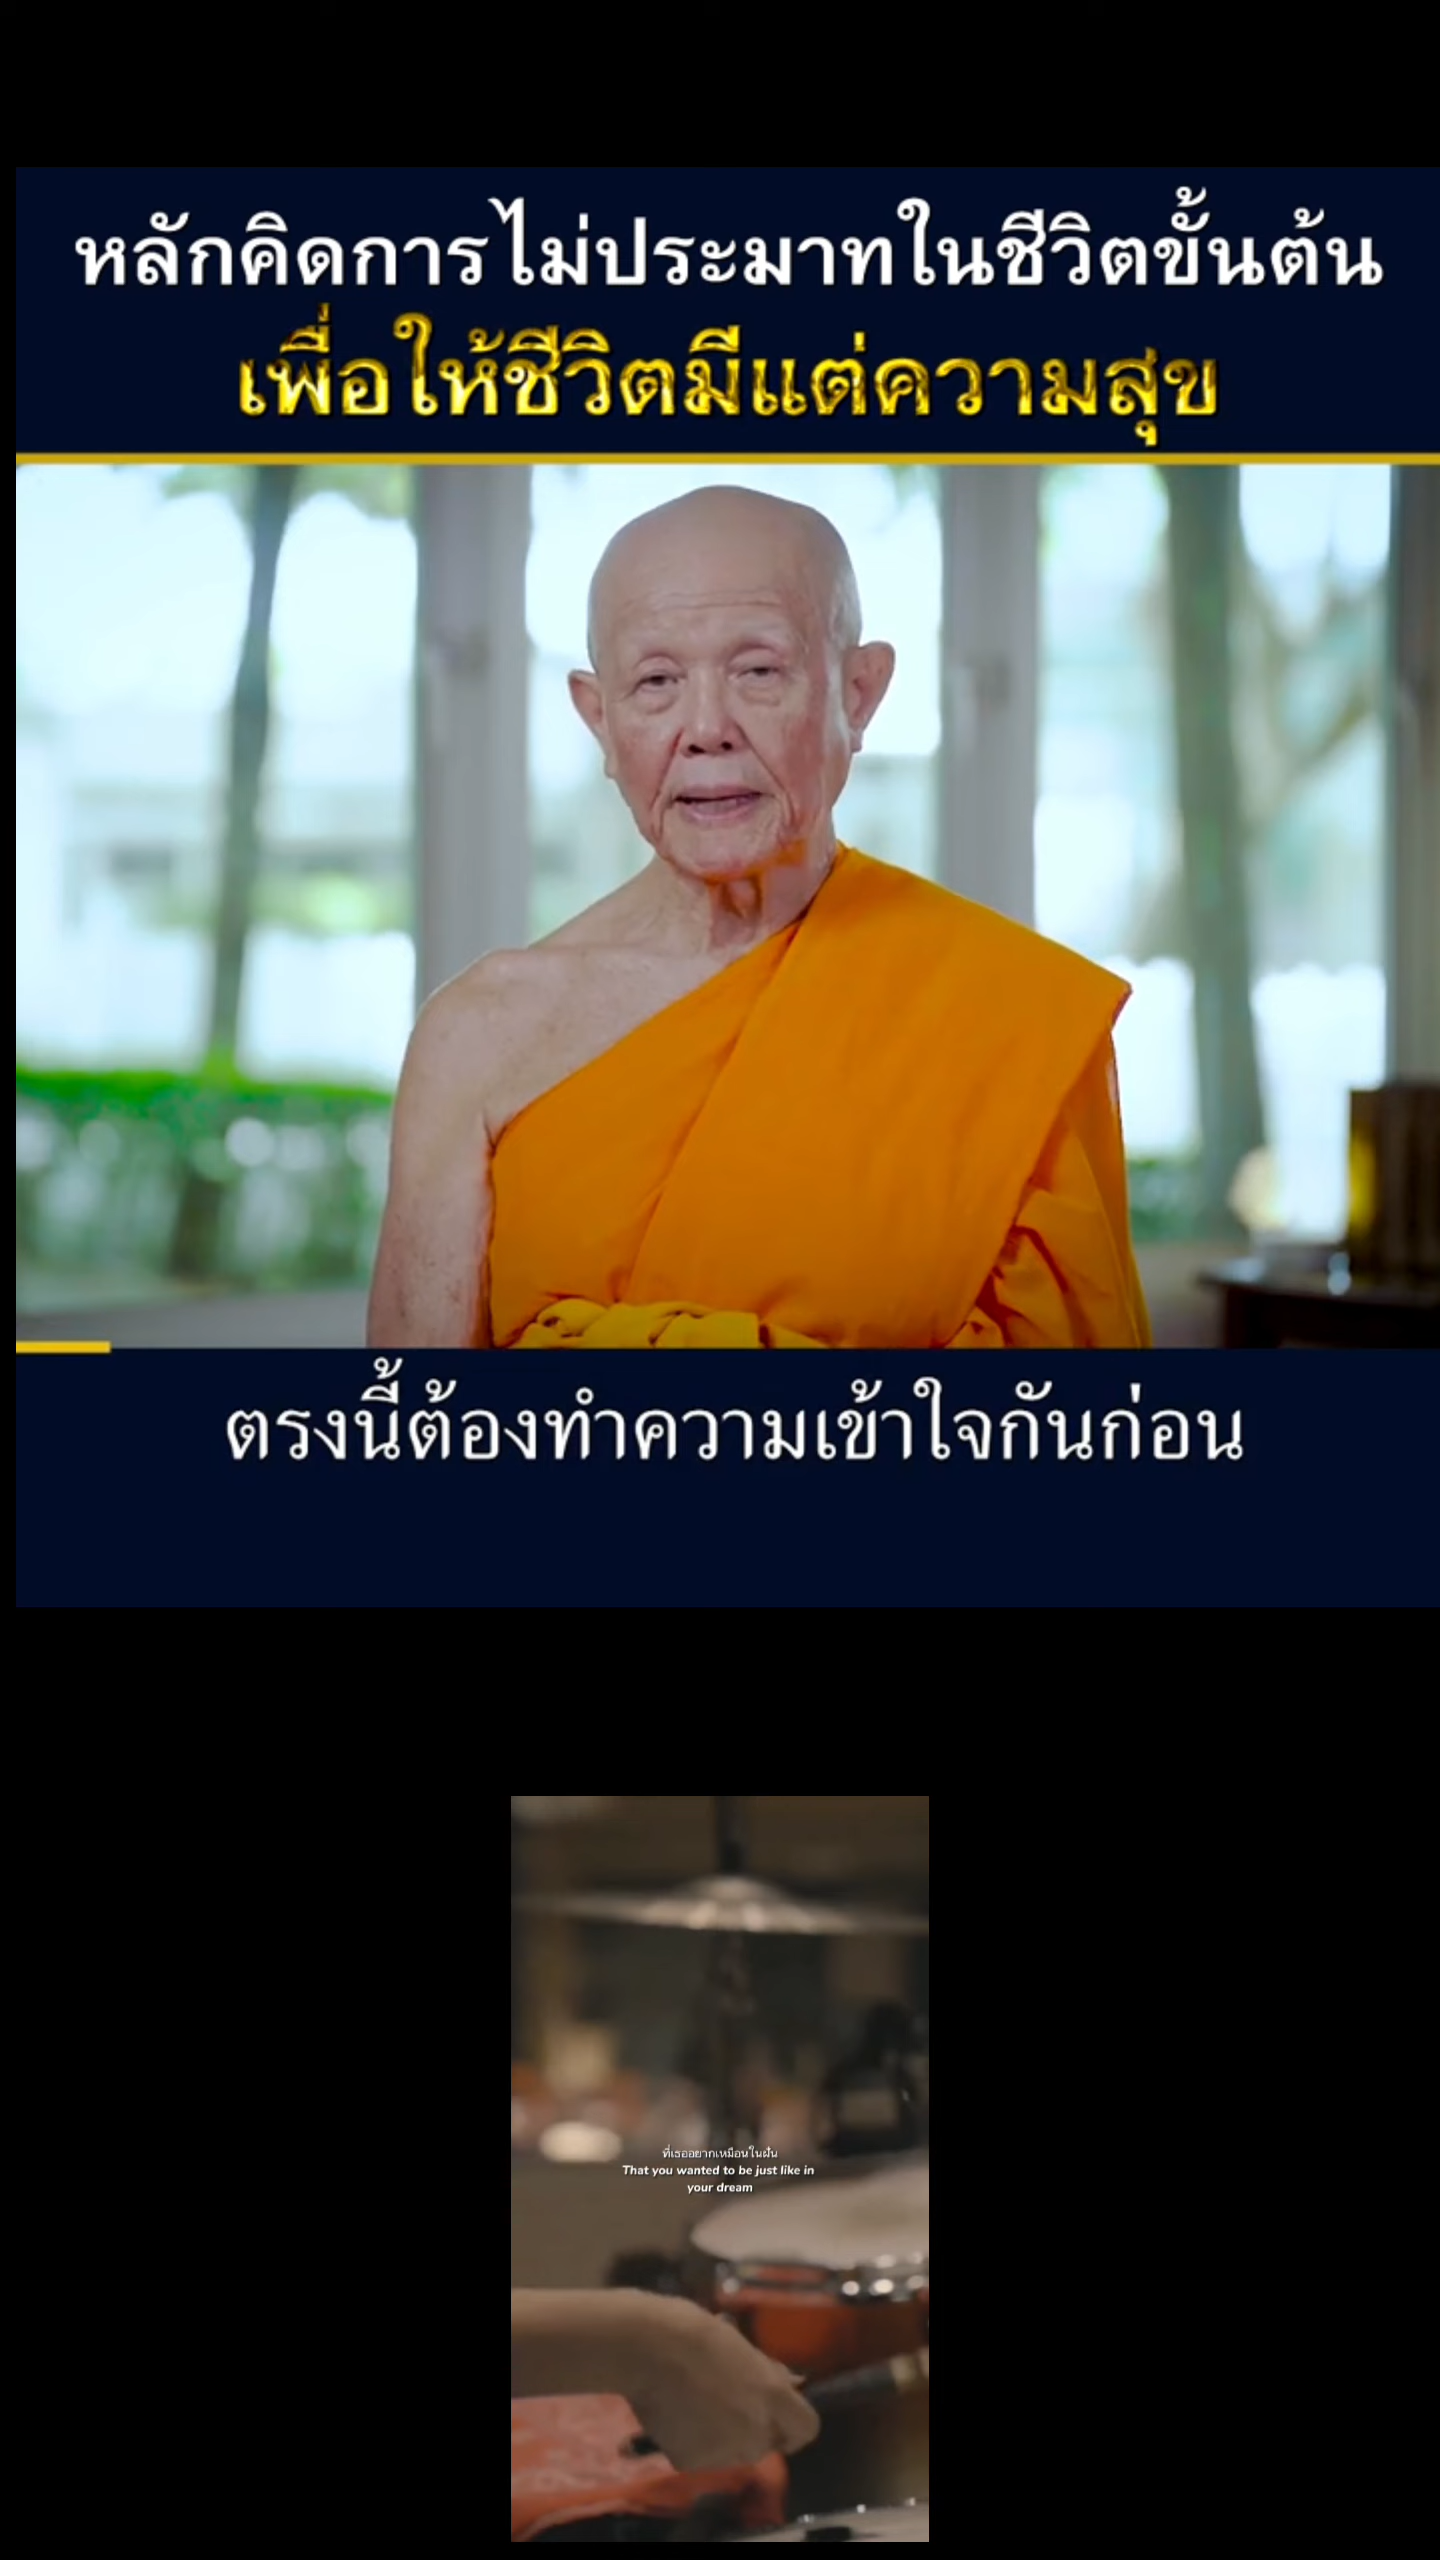 หลักคิดการไม่ประมาทในชีวิตขั้นต้น
เพื่อให้ชีวิตมีแต่ความสุข
ตรงนี้ต้องทำความเข้าใจกันก่อน
ที่เธออยากเหมือนในฝัน
That you wanted to be just like in
your dream